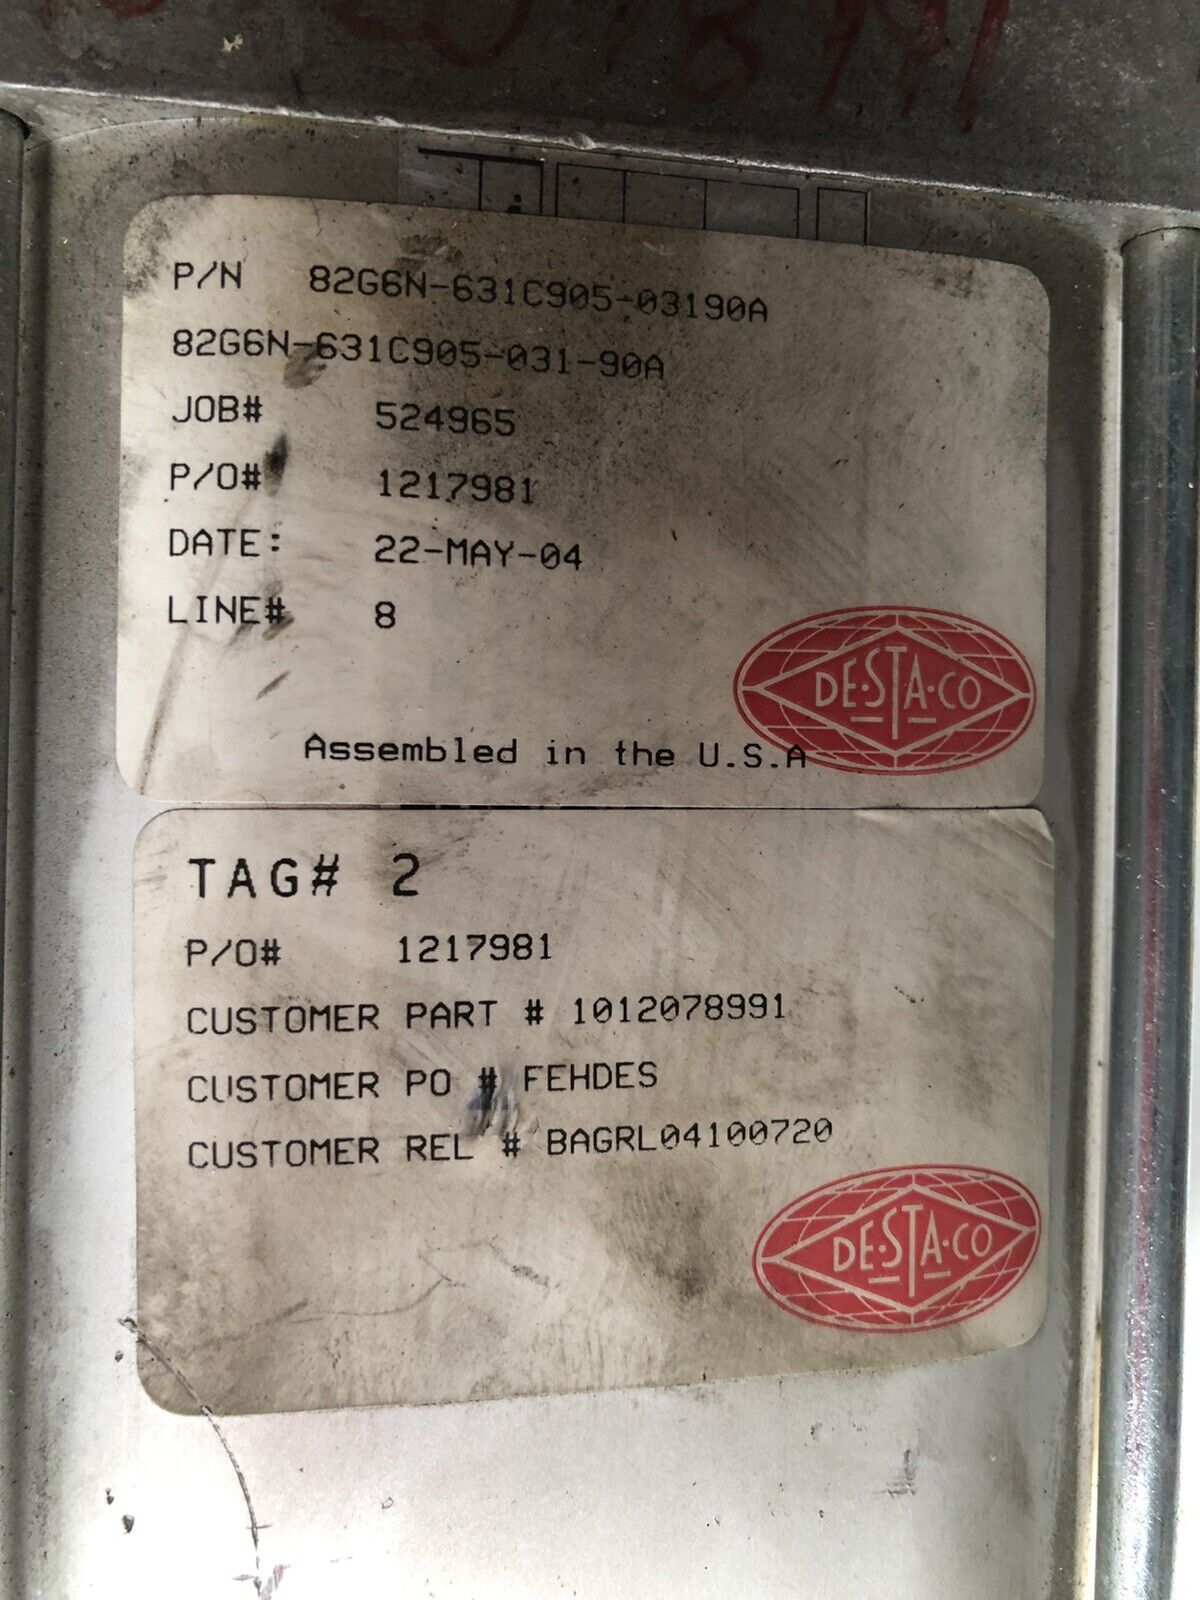 P/N 82G6N-631C905-03190A
82G6N-631C905-031-90A
JOB# 524965
P/O# 1217981
DATE: 22-MAY-04
LINE# 8
DE-STA-CO
Assembled in the U.S.A
TAG# 2
P/O# 1217981
CUSTOMER PART # 1012078991
CUSTOMER PO # FEHDES
CUSTOMER REL # BAGRL04100720
DE-STA-CO